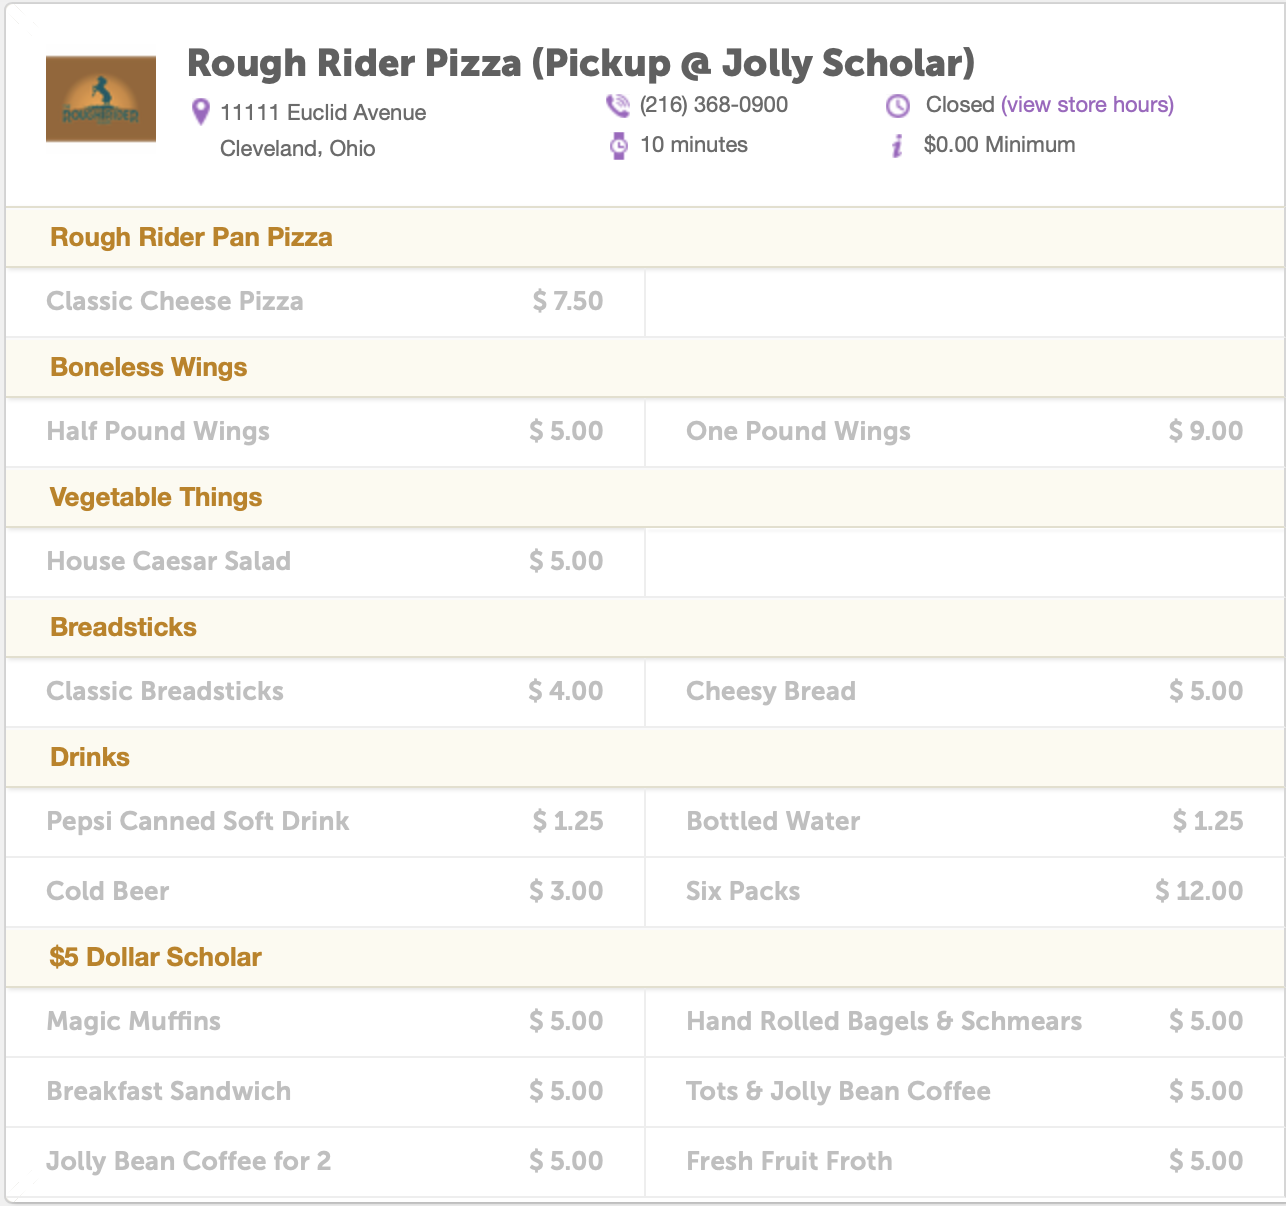 ROUGH RIDER
Rough Rider Pizza (Pickup @ Jolly Scholar)
11111 Euclid Avenue
Cleveland, Ohio
(216) 368-0900
10 minutes
Closed (view store hours)
$0.00 Minimum
Rough Rider Pan Pizza
Classic Cheese Pizza $ 7.50
Boneless Wings
Half Pound Wings $ 5.00 One Pound Wings $ 9.00
Vegetable Things
House Caesar Salad $ 5.00
Breadsticks
Classic Breadsticks $ 4.00 Cheesy Bread $ 5.00
Drinks
Pepsi Canned Soft Drink $ 1.25 Bottled Water $ 1.25
Cold Beer $ 3.00 Six Packs $ 12.00
$5 Dollar Scholar
Magic Muffins $ 5.00 Hand Rolled Bagels & Schmears $ 5.00
Breakfast Sandwich $ 5.00 Tots & Jolly Bean Coffee $ 5.00
Jolly Bean Coffee for 2 $ 5.00 Fresh Fruit Froth $ 5.00